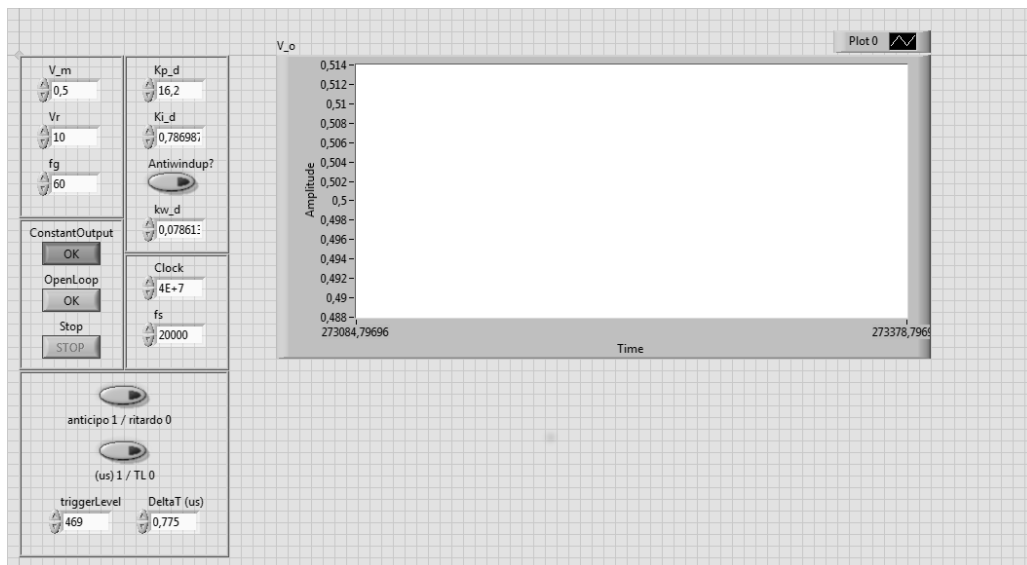 V_m
0,5
Vr
10
fg
60
Kp_d
16,2
Ki_d
0,786987
Antiwindup?
kw_d
0,07861
ConstantOutput
OK
OpenLoop
OK
Stop
STOP
Clock
4E+7
fs
20000
anticipo 1 / ritardo 0
(us) 1 / TL 0
triggerLevel
469
DeltaT (us)
0,775
V_o
Plot 0
Amplitude
0,514
0,512
0,51
0,508
0,506
0,504
0,502
0,5
0,498
0,496
0,494
0,492
0,49
0,488
273084,79696
273378,7969
Time